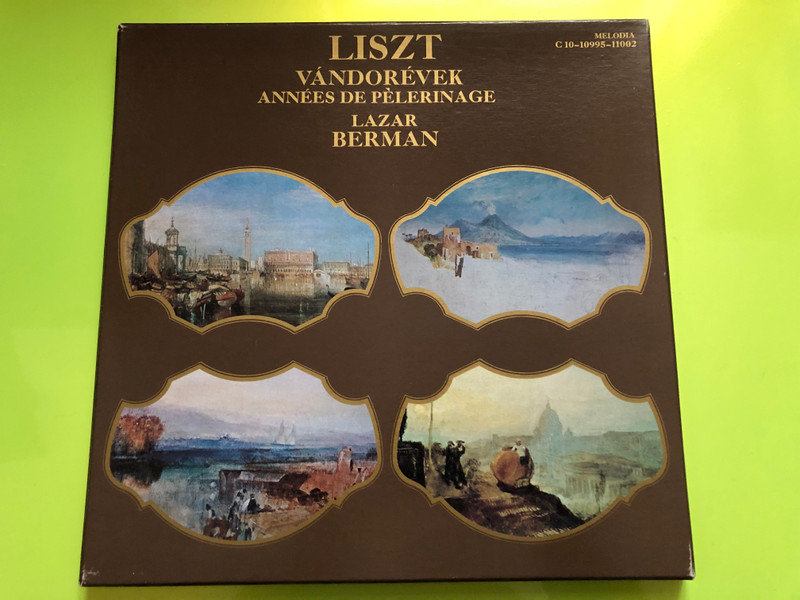 LISZT
VÁNDORÉVEK
ANNÉES DE PÈLERINAGE
LAZAR
BERMAN
MELODIA
C 10-10995-11002